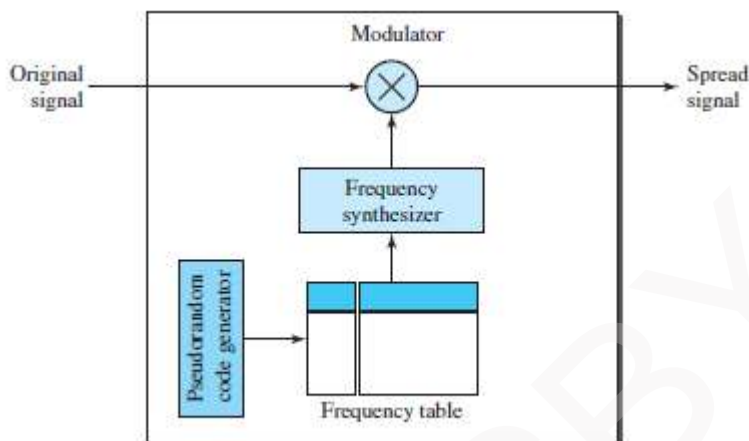 Modulator
Original
signal
Spread
signal
Frequency
synthesizer
Pseudorandom
code generator
Frequency table